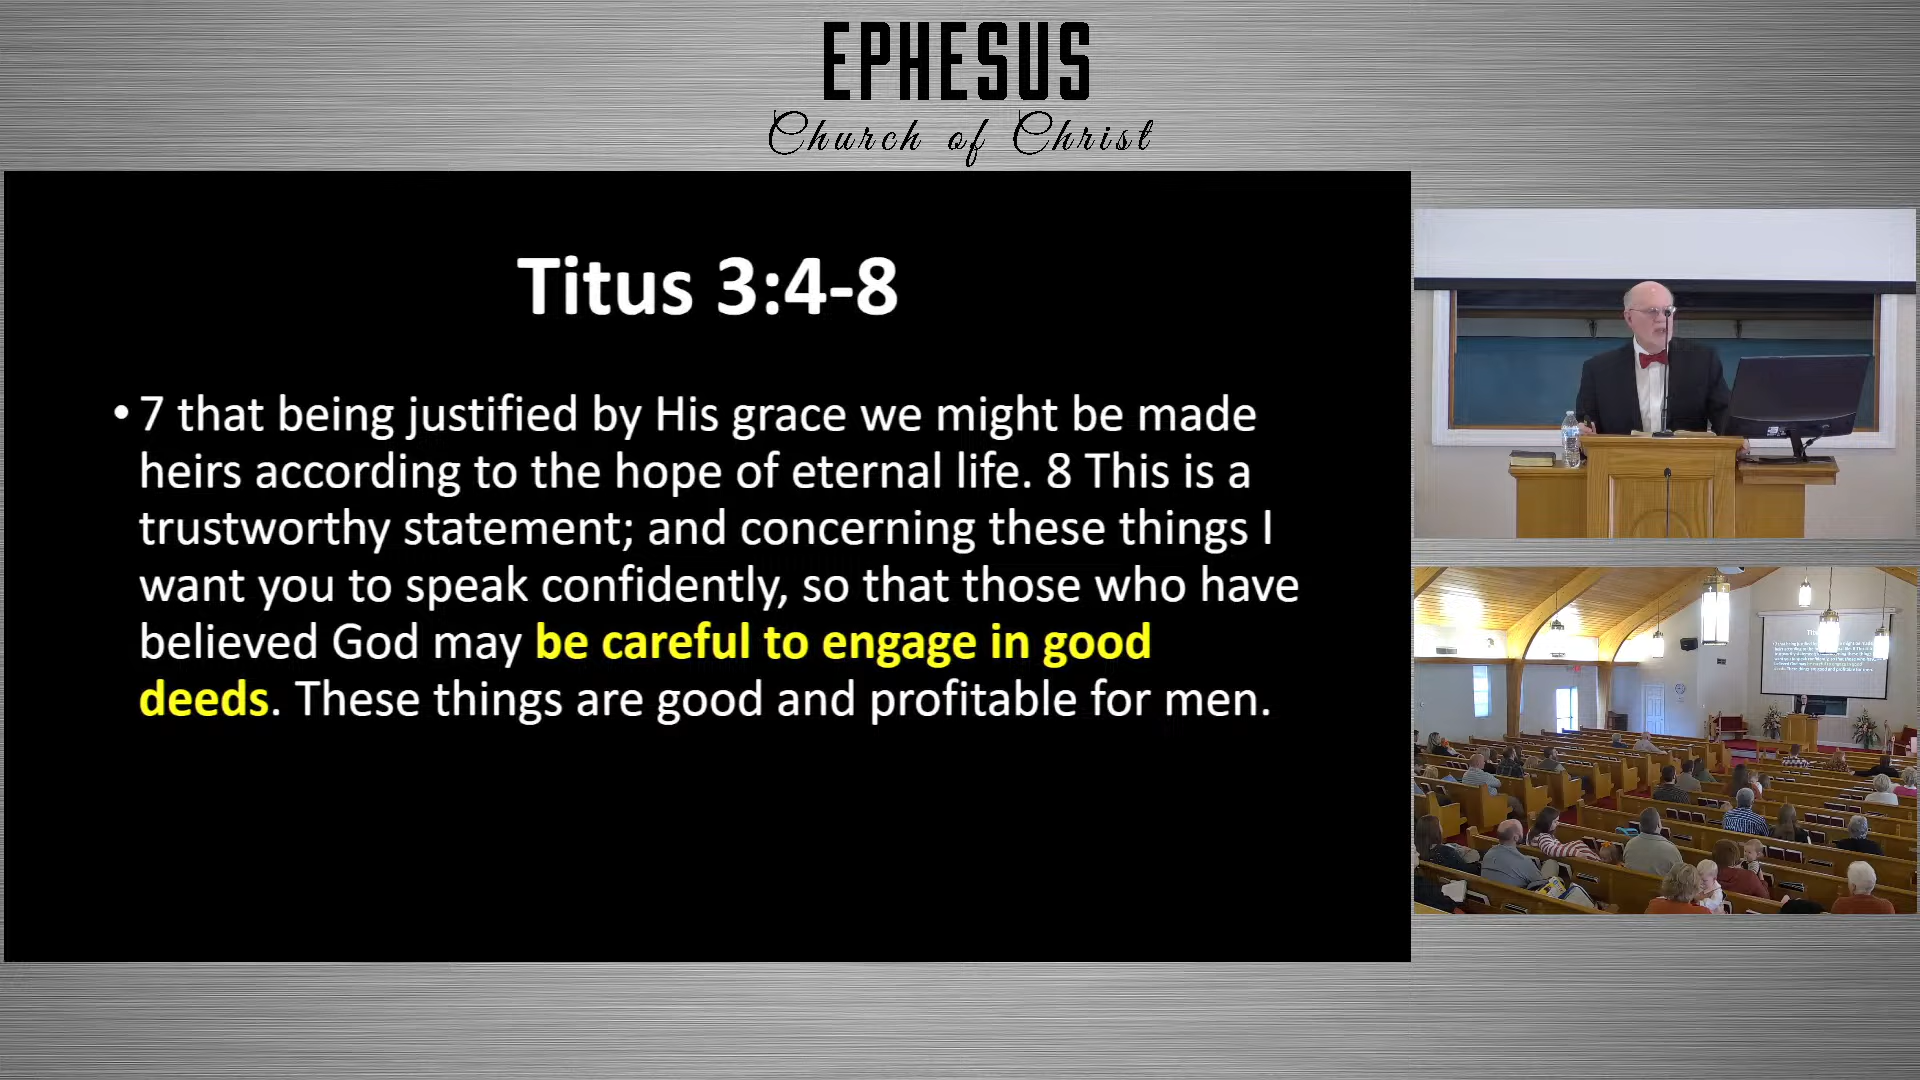 EPHESUS
Church of Christ
Titus 3:4-8
• 7 that being justified by His grace we might be made
heirs according to the hope of eternal life. 8 This is a
trustworthy statement; and concerning these things I
want you to speak confidently, so that those who have
believed God may be careful to engage in good
deeds. These things are good and profitable for men.